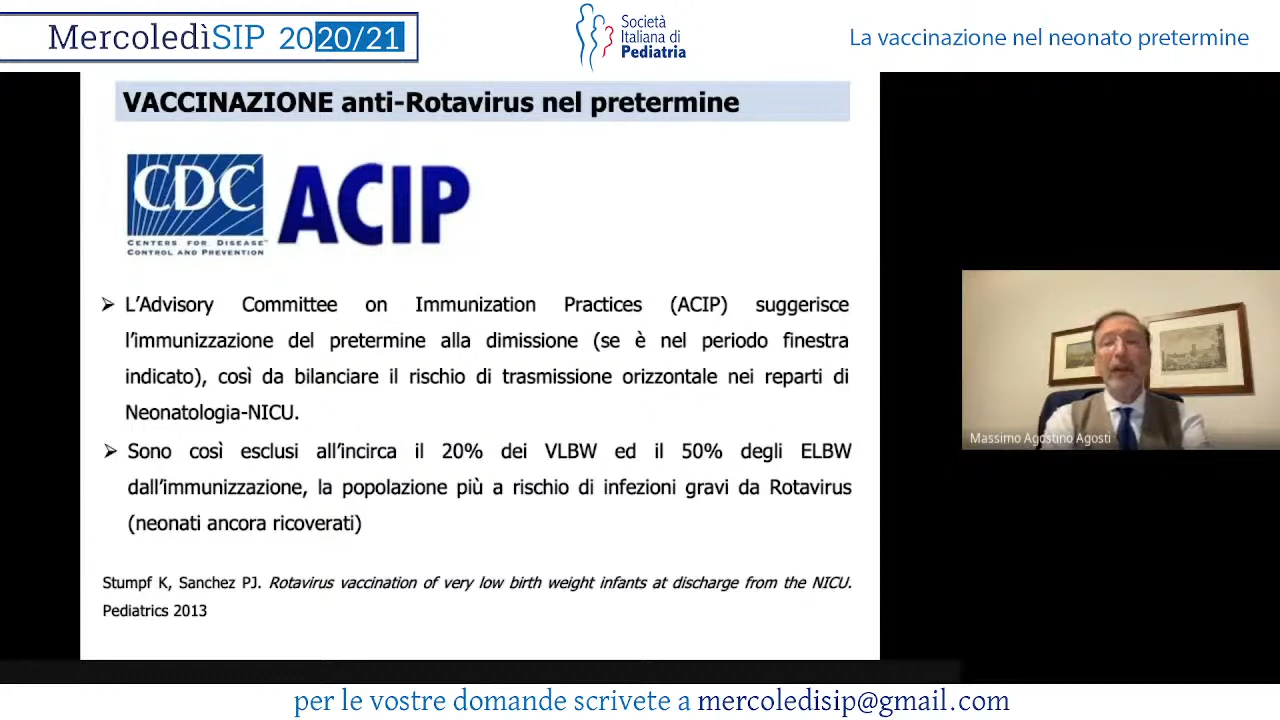 MercoledìSIP 2020/21
Società
Italiana di
Pediatria
La vaccinazione nel neonato pretermine
VACCINAZIONE anti-Rotavirus nel pretermine
CDC ACIP
CENTERS FOR DISEASE™
CONTROL AND PREVENTION
➢ L’Advisory Committee on Immunization Practices (ACIP) suggerisce
l’immunizzazione del pretermine alla dimissione (se è nel periodo finestra
indicato), così da bilanciare il rischio di trasmissione orizzontale nei reparti di
Neonatologia-NICU.
➢ Sono così esclusi all’incirca il 20% dei VLBW ed il 50% degli ELBW
dall’immunizzazione, la popolazione più a rischio di infezioni gravi da Rotavirus
(neonati ancora ricoverati)
Stumpf K, Sanchez PJ. Rotavirus vaccination of very low birth weight infants at discharge from the NICU.
Pediatrics 2013
Massimo Agostino Agosti
per le vostre domande scrivete a mercoledisip@gmail.com